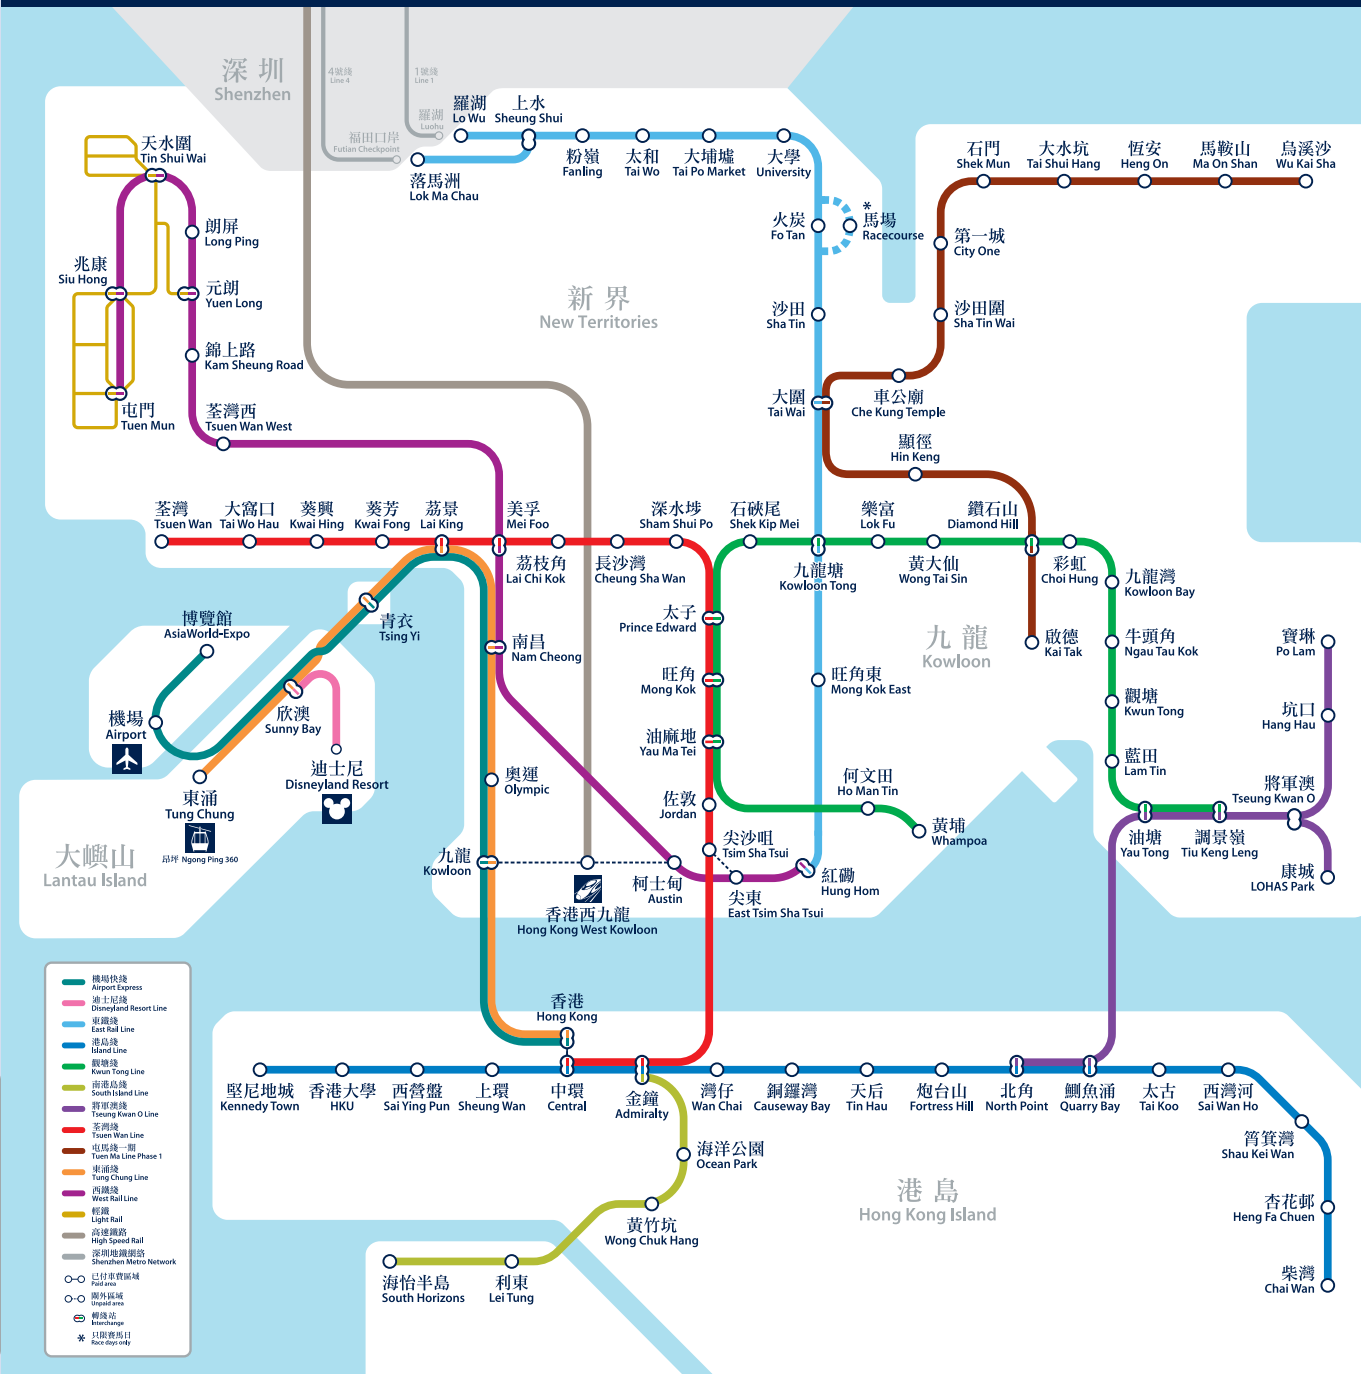 深圳
Shenzhen
4號綫
Line 4
1號綫
Line 1
羅湖
Luohu
福田口岸
Futian Checkpoint
羅湖
Lo Wu
上水
Sheung Shui
落馬洲
Lok Ma Chau
粉嶺
Fanling
太和
Tai Wo
大埔墟
Tai Po Market
大學
University
火炭
Fo Tan
*
馬場
Racecourse
沙田
Sha Tin
大圍
Tai Wai
石門
Shek Mun
大水坑
Tai Shui Hang
恆安
Heng On
馬鞍山
Ma On Shan
烏溪沙
Wu Kai Sha
第一城
City One
沙田圍
Sha Tin Wai
車公廟
Che Kung Temple
顯徑
Hin Keng
天水圍
Tin Shui Wai
朗屏
Long Ping
兆康
Siu Hong
元朗
Yuen Long
錦上路
Kam Sheung Road
屯門
Tuen Mun
荃灣西
Tsuen Wan West
新界
New Territories
荃灣
Tsuen Wan
大窩口
Tai Wo Hau
葵興
Kwai Hing
葵芳
Kwai Fong
荔景
Lai King
美孚
Mei Foo
荔枝角
Lai Chi Kok
長沙灣
Cheung Sha Wan
深水埗
Sham Shui Po
石硤尾
Shek Kip Mei
九龍塘
Kowloon Tong
樂富
Lok Fu
黃大仙
Wong Tai Sin
鑽石山
Diamond Hill
彩虹
Choi Hung
九龍灣
Kowloon Bay
牛頭角
Ngau Tau Kok
觀塘
Kwun Tong
藍田
Lam Tin
啟德
Kai Tak
九龍
Kowloon
寶琳
Po Lam
坑口
Hang Hau
將軍澳
Tseung Kwan O
油塘
Yau Tong
調景嶺
Tiu Keng Leng
康城
LOHAS Park
太子
Prince Edward
旺角
Mong Kok
油麻地
Yau Ma Tei
旺角東
Mong Kok East
何文田
Ho Man Tin
黃埔
Whampoa
佐敦
Jordan
尖沙咀
Tsim Sha Tsui
柯士甸
Austin
尖東
East Tsim Sha Tsui
紅磡
Hung Hom
博覽館
AsiaWorld-Expo
青衣
Tsing Yi
南昌
Nam Cheong
機場
Airport
欣澳
Sunny Bay
迪士尼
Disneyland Resort
東涌
Tung Chung
昂坪 Ngong Ping 360
大嶼山
Lantau Island
奧運
Olympic
九龍
Kowloon
香港西九龍
Hong Kong West Kowloon
香港
Hong Kong
堅尼地城
Kennedy Town
香港大學
HKU
西營盤
Sai Ying Pun
上環
Sheung Wan
中環
Central
金鐘
Admiralty
灣仔
Wan Chai
銅鑼灣
Causeway Bay
天后
Tin Hau
炮台山
Fortress Hill
北角
North Point
鰂魚涌
Quarry Bay
太古
Tai Koo
西灣河
Sai Wan Ho
筲箕灣
Shau Kei Wan
杏花邨
Heng Fa Chuen
柴灣
Chai Wan
海洋公園
Ocean Park
黃竹坑
Wong Chuk Hang
利東
Lei Tung
海怡半島
South Horizons
港島
Hong Kong Island
機場快綫
Airport Express
迪士尼綫
Disneyland Resort Line
東鐵綫
East Rail Line
港島綫
Island Line
觀塘綫
Kwun Tong Line
南港島綫
South Island Line
將軍澳綫
Tseung Kwan O Line
荃灣綫
Tsuen Wan Line
屯馬綫一期
Tuen Ma Line Phase 1
東涌綫
Tung Chung Line
西鐵綫
West Rail Line
輕鐵
Light Rail
高速鐵路
High Speed Rail
深圳地鐵網絡
Shenzhen Metro Network
已付車費區域
Paid area
閘外區域
Unpaid area
轉綫站
Interchange
* 只限賽馬日
Race days only